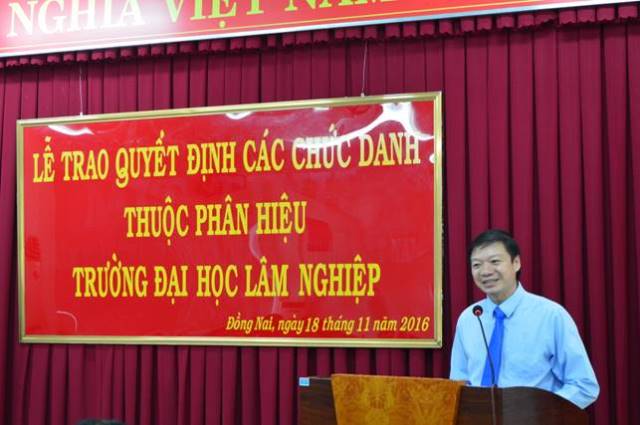 NGHĨA VIỆT NAM
LỄ TRAO QUYẾT ĐỊNH CÁC CHỨC DANH
THUỘC PHÂN HIỆU
TRƯỜNG ĐẠI HỌC LÂM NGHIỆP
Đồng Nai, ngày 18 tháng 11 năm 2016